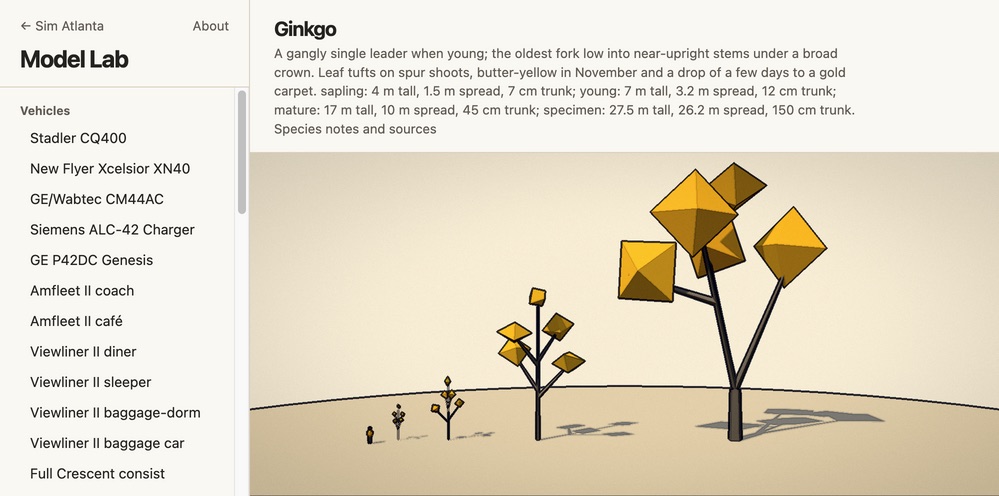 ← Sim Atlanta
About
Model Lab
Vehicles
Stadler CQ400
New Flyer Xcelsior XN40
GE/Wabtec CM44AC
Siemens ALC-42 Charger
GE P42DC Genesis
Amfleet II coach
Amfleet II café
Viewliner II diner
Viewliner II sleeper
Viewliner II baggage-dorm
Viewliner II baggage car
Full Crescent consist
Ginkgo
A gangly single leader when young; the oldest fork low into near-upright stems under a broad
crown. Leaf tufts on spur shoots, butter-yellow in November and a drop of a few days to a gold
carpet. sapling: 4 m tall, 1.5 m spread, 7 cm trunk; young: 7 m tall, 3.2 m spread, 12 cm trunk;
mature: 17 m tall, 10 m spread, 45 cm trunk; specimen: 27.5 m tall, 26.2 m spread, 150 cm trunk.
Species notes and sources